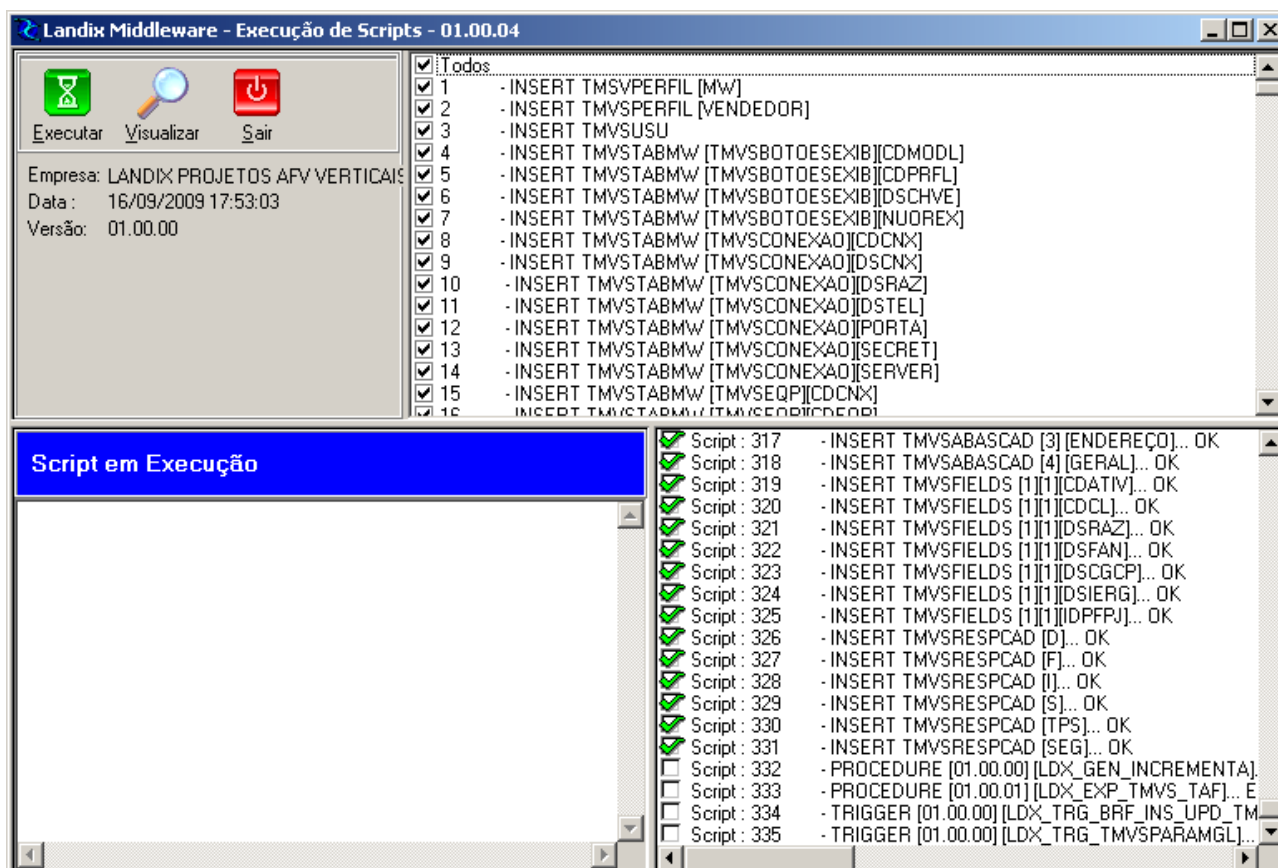 Landix Middleware - Execução de Scripts - 01.00.04
Executar Visualizar Sair
Empresa: LANDIX PROJETOS AFV VERTICAIS
Data : 16/09/2009 17:53:03
Versão: 01.00.00
Todos
1 - INSERT TMSVPERFIL [MW]
2 - INSERT TMVSPERFIL [VENDEDOR]
3 - INSERT TMVSUSU
4 - INSERT TMVSTABMW [TMVSBOTOESEXIB][CDMODL]
5 - INSERT TMVSTABMW [TMVSBOTOESEXIB][CDPRFL]
6 - INSERT TMVSTABMW [TMVSBOTOESEXIB][DSCHVE]
7 - INSERT TMVSTABMW [TMVSBOTOESEXIB][NUOREX]
8 - INSERT TMVSTABMW [TMVSCONEXAO][CDCNX]
9 - INSERT TMVSTABMW [TMVSCONEXAO][DSCNX]
10 - INSERT TMVSTABMW [TMVSCONEXAO][DSRAZ]
11 - INSERT TMVSTABMW [TMVSCONEXAO][DSTEL]
12 - INSERT TMVSTABMW [TMVSCONEXAO][PORTA]
13 - INSERT TMVSTABMW [TMVSCONEXAO][SECRET]
14 - INSERT TMVSTABMW [TMVSCONEXAO][SERVER]
15 - INSERT TMVSTABMW [TMVSEQP][CDCNX]
16 - INSERT TMVSTABMW [TMVSEQP][CDEQP]
Script em Execução
Script : 317 - INSERT TMVSABASCAD [3] [ENDEREÇO]... OK
Script : 318 - INSERT TMVSABASCAD [4] [GERAL]... OK
Script : 319 - INSERT TMVSFIELDS [1][1][CDATIV]... OK
Script : 320 - INSERT TMVSFIELDS [1][1][CDCL]... OK
Script : 321 - INSERT TMVSFIELDS [1][1][DSRAZ]... OK
Script : 322 - INSERT TMVSFIELDS [1][1][DSFAN]... OK
Script : 323 - INSERT TMVSFIELDS [1][1][DSCGCP]... OK
Script : 324 - INSERT TMVSFIELDS [1][1][DSIERG]... OK
Script : 325 - INSERT TMVSFIELDS [1][1][IDPFPJ]... OK
Script : 326 - INSERT TMVSRESPCAD [D]... OK
Script : 327 - INSERT TMVSRESPCAD [F]... OK
Script : 328 - INSERT TMVSRESPCAD [I]... OK
Script : 329 - INSERT TMVSRESPCAD [S]... OK
Script : 330 - INSERT TMVSRESPCAD [TPS]... OK
Script : 331 - INSERT TMVSRESPCAD [SEG]... OK
Script : 332 - PROCEDURE [01.00.00] [LDX_GEN_INCREMENTA].
Script : 333 - PROCEDURE [01.00.01] [LDX_EXP_TMVS_TAF]... E
Script : 334 - TRIGGER [01.00.00] [LDX_TRG_BRF_INS_UPD_TM
Script : 335 - TRIGGER [01.00.00] [LDX_TRG_TMVSPARAMGL]...